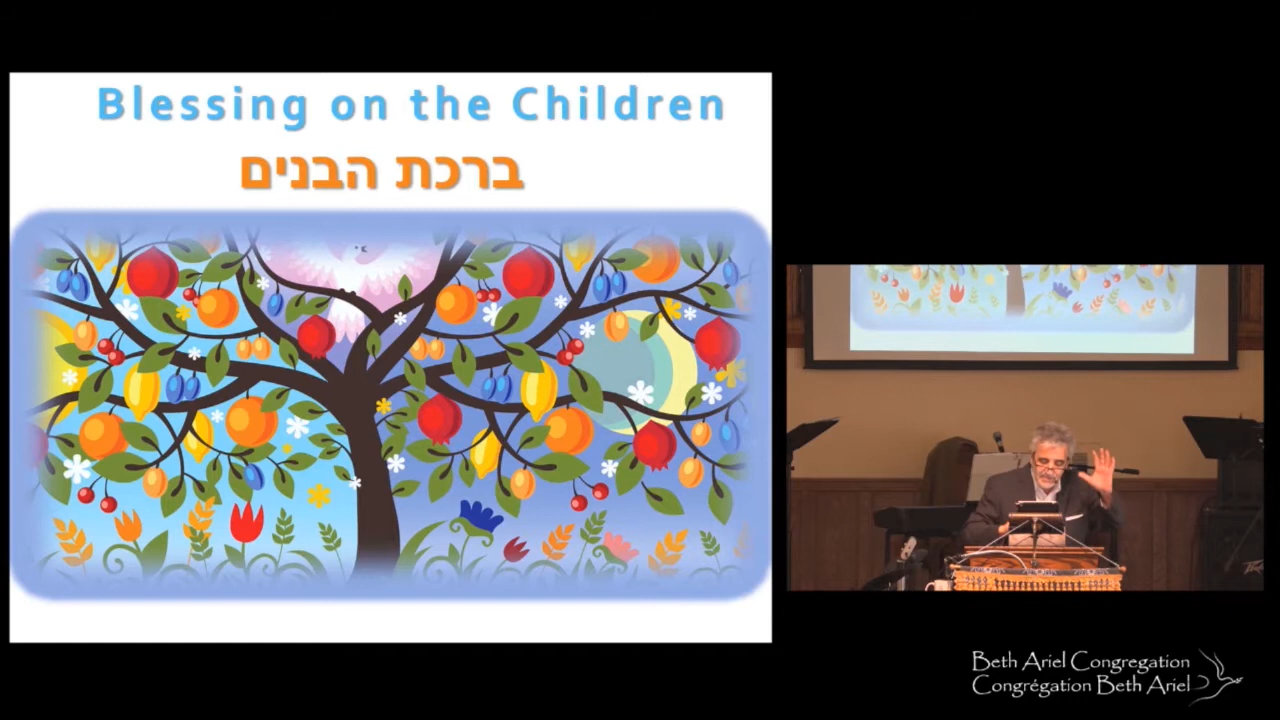 Blessing on the Children
ברכת הבנים
Beth Ariel Congregation
Congrégation Beth Ariel